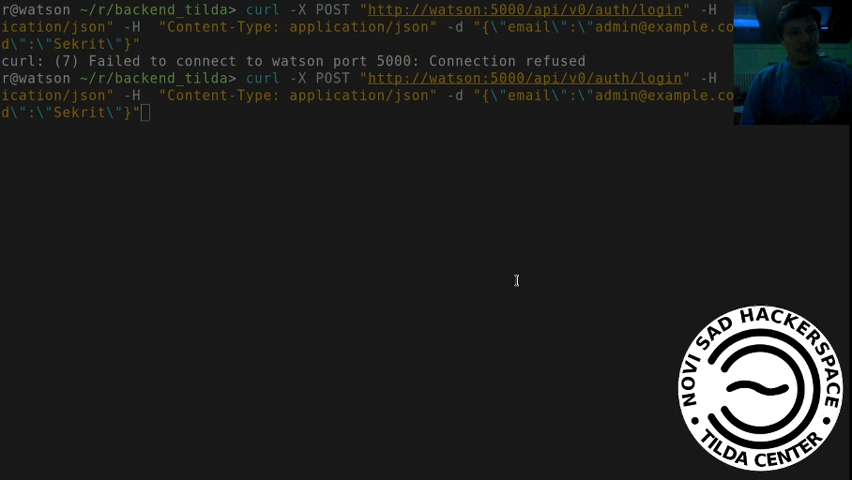 r@watson ~/r/backend_tilda> curl -X POST "http://watson:5000/api/v0/auth/login" -H
ication/json" -H  "Content-Type: application/json" -d "{\"email\":\"admin@example.co
d\":\"Sekrit\"}"
curl: (7) Failed to connect to watson port 5000: Connection refused
r@watson ~/r/backend_tilda> curl -X POST "http://watson:5000/api/v0/auth/login" -H
ication/json" -H  "Content-Type: application/json" -d "{\"email\":\"admin@example.co
d\":\"Sekrit\"}"
NOVI SAD HACKERSPACE
• TILDA CENTER •